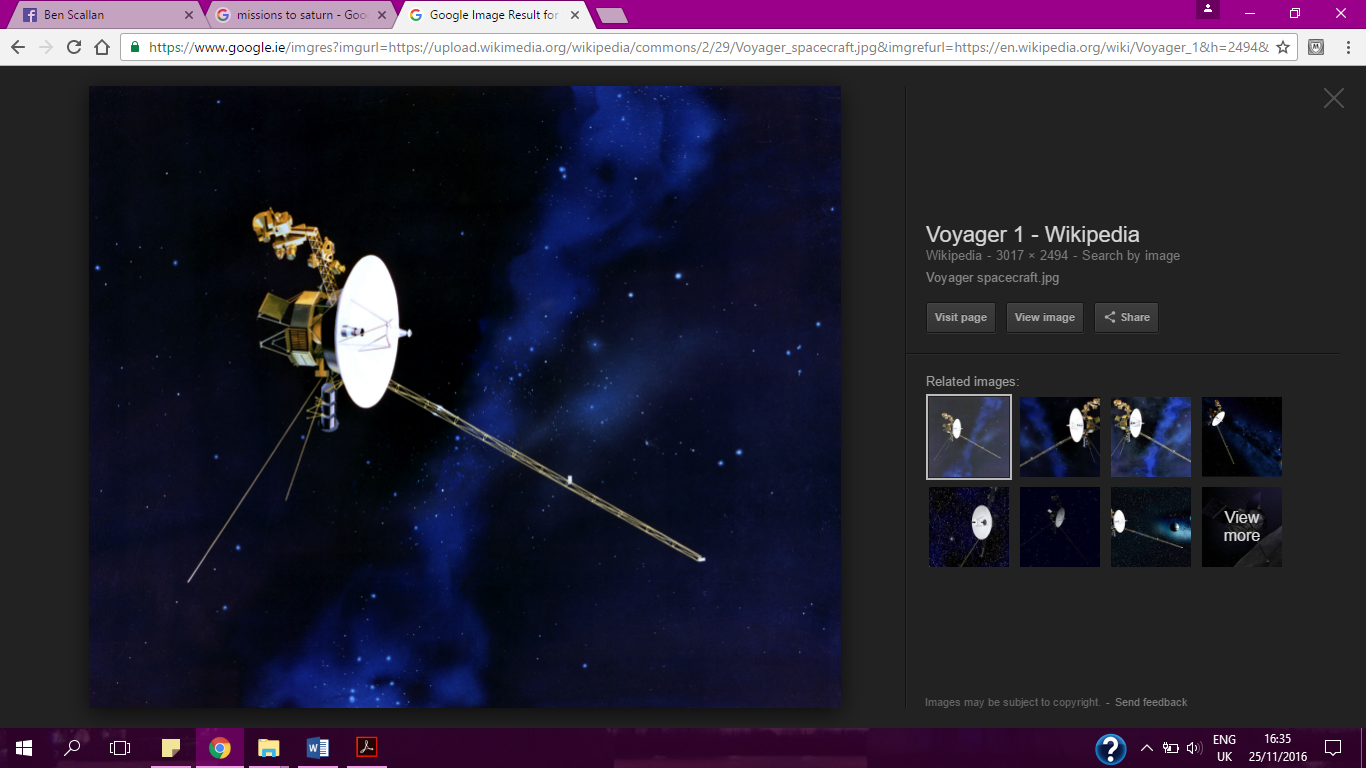 Ben Scallan
missions to saturn - Goo
Google Image Result for
https://www.google.ie/imgres?imgurl=https://upload.wikimedia.org/wikipedia/commons/2/29/Voyager_spacecraft.jpg&imgrefurl=https://en.wikipedia.org/wiki/Voyager_1&h=2494&
Voyager 1 - Wikipedia
Wikipedia - 3017 × 2494 - Search by image
Voyager spacecraft.jpg
Visit page
View image
Share
Related images:
View
more
Images may be subject to copyright. - Send feedback
ENG
UK
16:35
25/11/2016